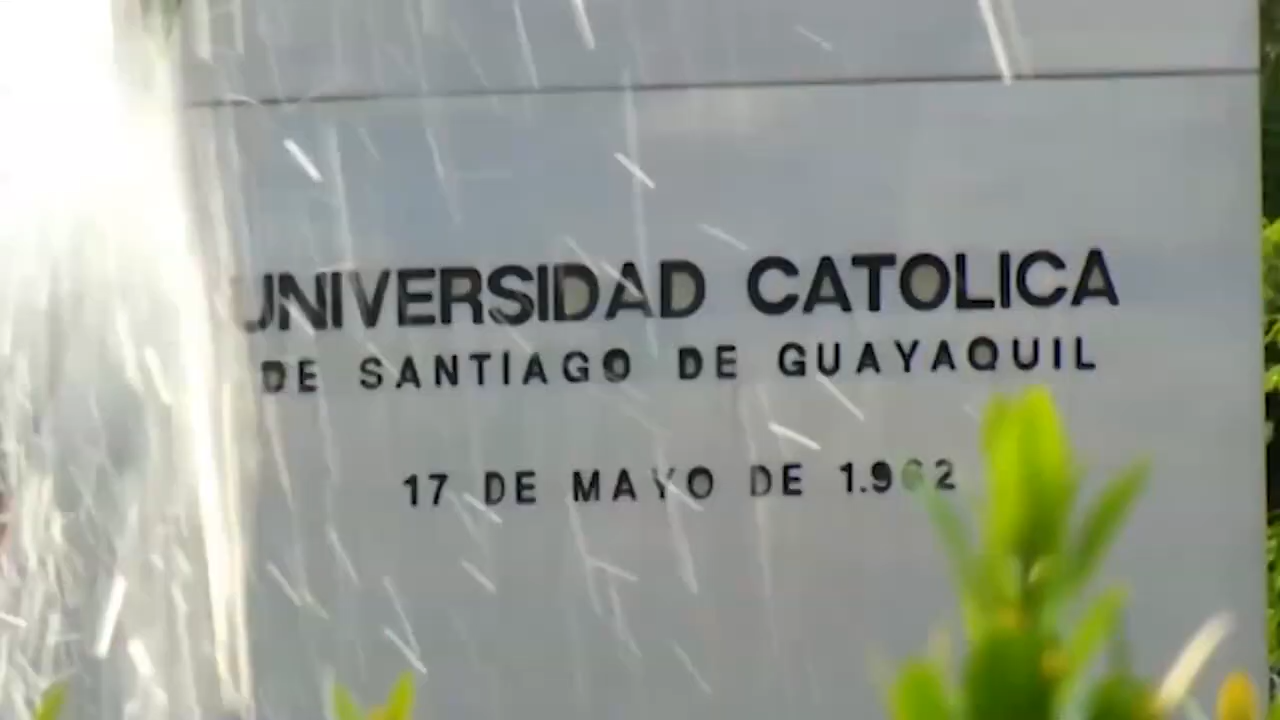 UNIVERSIDAD CATOLICA
DE SANTIAGO DE GUAYAQUIL
17 DE MAYO DE 1.962